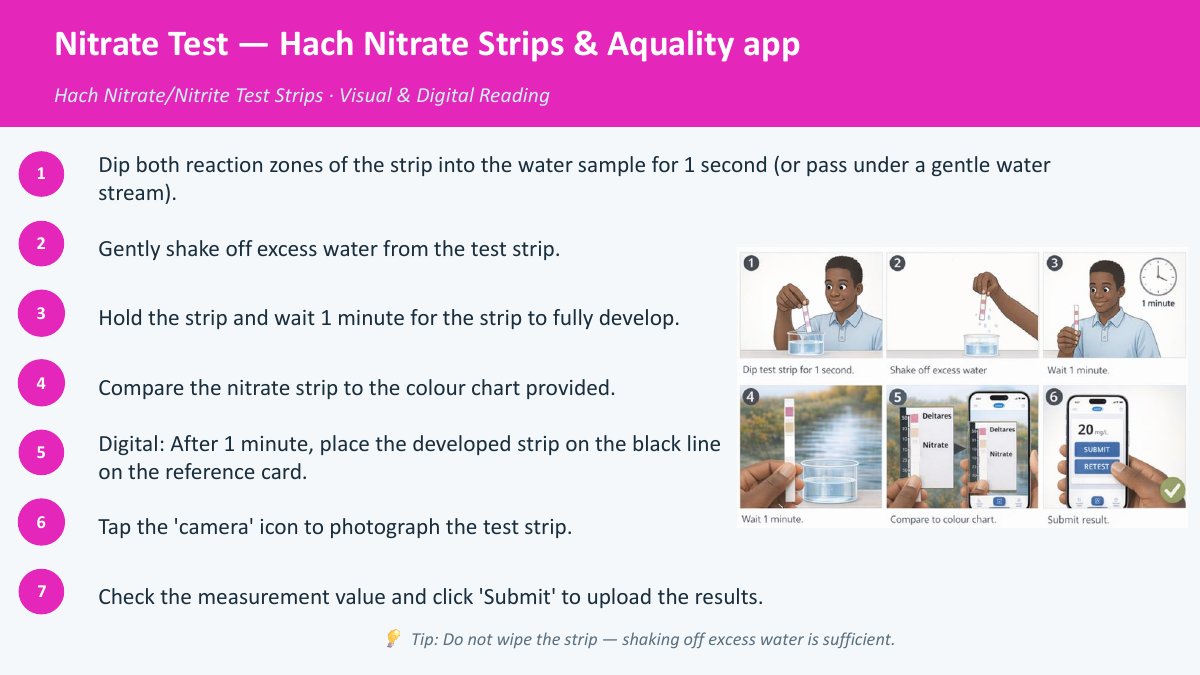 Nitrate Test — Hach Nitrate Strips & Aquality app
Hach Nitrate/Nitrite Test Strips · Visual & Digital Reading
1
Dip both reaction zones of the strip into the water sample for 1 second (or pass under a gentle water
stream).
2
Gently shake off excess water from the test strip.
3
Hold the strip and wait 1 minute for the strip to fully develop.
4
Compare the nitrate strip to the colour chart provided.
5
Digital: After 1 minute, place the developed strip on the black line
on the reference card.
6
Tap the 'camera' icon to photograph the test strip.
7
Check the measurement value and click 'Submit' to upload the results.
Tip: Do not wipe the strip — shaking off excess water is sufficient.
1
Dip test strip for 1 second.
2
Shake off excess water
3
1 minute
Wait 1 minute.
4
Wait 1 minute.
5
Deltares
Nitrate
Deltares
Nitrate
Compare to colour chart.
6
20 mg/L
SUBMIT
RETEST
Submit result.